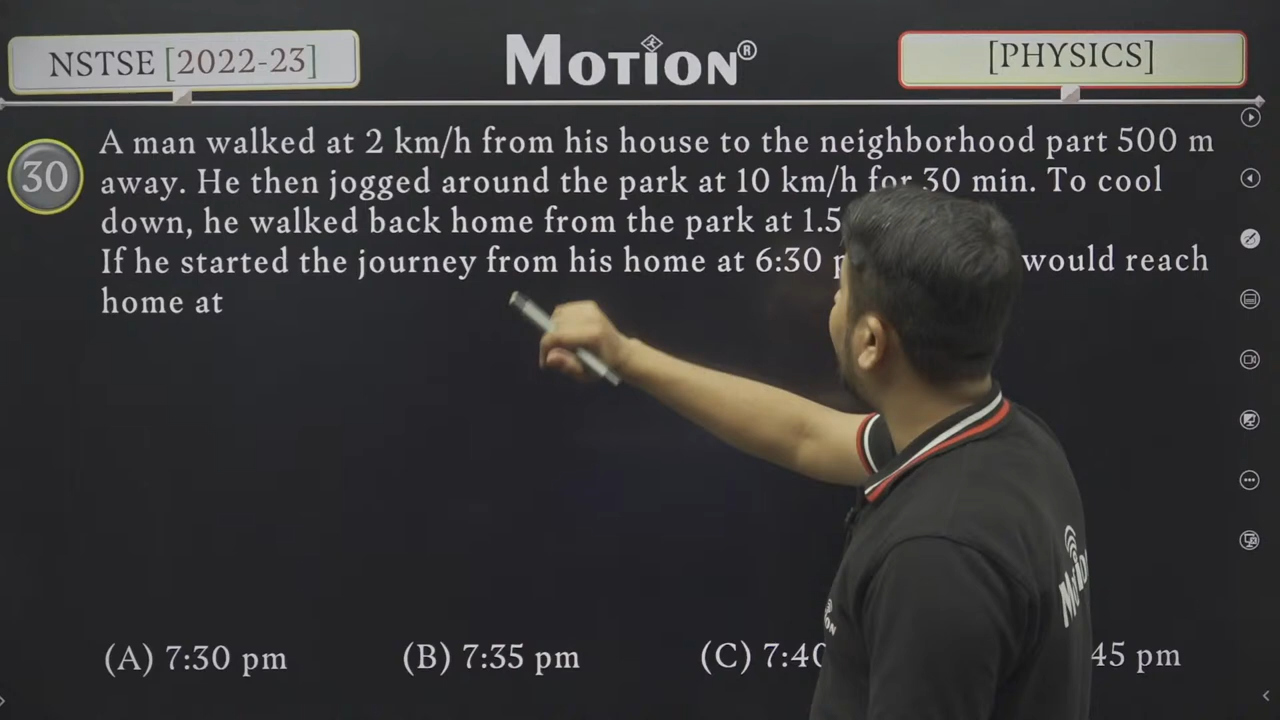 NSTSE [2022-23]
MOTION®
[PHYSICS]
30
A man walked at 2 km/h from his house to the neighborhood part 500 m
away. He then jogged around the park at 10 km/h for 30 min. To cool
down, he walked back home from the park at 1.5
If he started the journey from his home at 6:30 would reach
home at
(A) 7:30 pm
(B) 7:35 pm
(C) 7:40
45 pm
MOTION